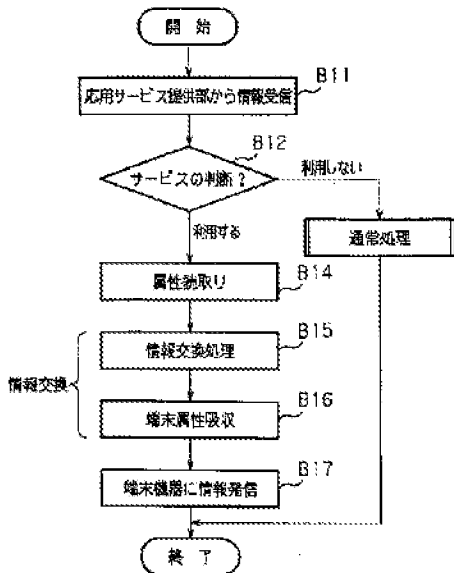 開 始
B11
応用サービス提供部から情報受信
B12
サービスの判断？
利用しない
利用する
通常処理
属性読取り
B14
B15
情報交換処理
情報交換
B16
端末属性吸収
B17
端末機器に情報発信
終 了